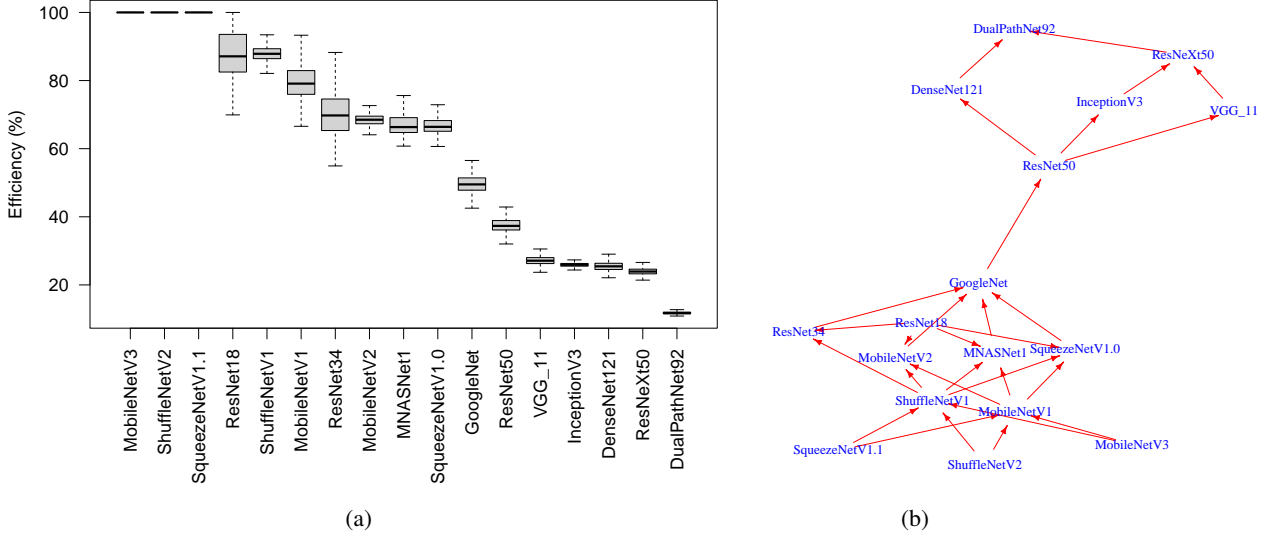 100
80
60
40
20
Efficiency (%)
MobileNetV3
ShuffleNetV2
SqueezeNetV1.1
ResNet18
ShuffleNetV1
MobileNetV1
ResNet34
MobileNetV2
MNASNet1
SqueezeNetV1.0
GoogleNet
ResNet50
VGG_11
InceptionV3
DenseNet121
ResNeXt50
DualPathNet92
(a)
DualPathNet92
ResNeXt50
DenseNet121
InceptionV3
VGG_11
ResNet50
GoogleNet
ResNet34
ResNet18
MobileNetV2
MNASNet1
SqueezeNetV1.0
ShuffleNetV1
MobileNetV1
SqueezeNetV1.1
MobileNetV3
ShuffleNetV2
(b)